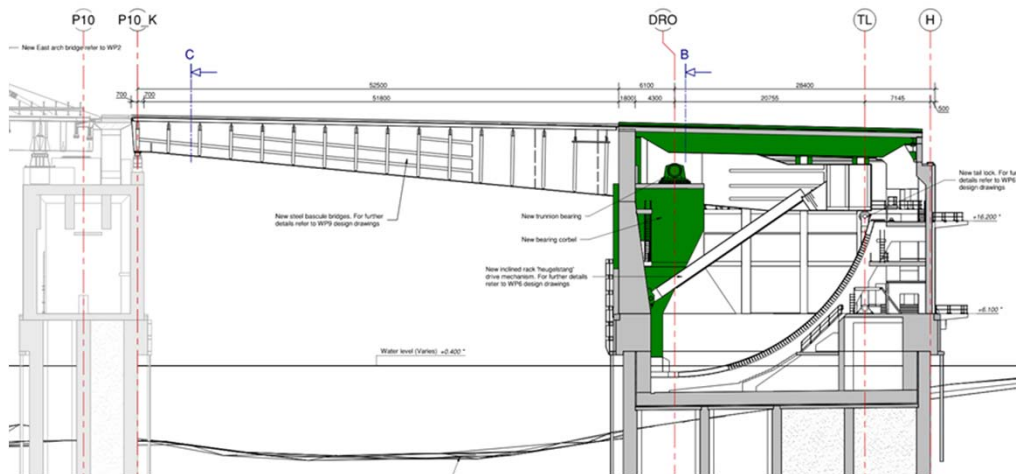 P10
P10_K
DRO
TL
H
New East arch bridge refer to WP2
C
B
52500
6100
28400
700
700
51800
1800
4300
20755
7145
500
New tail lock. For fur
details refer to WP6
design drawings
New trunnion bearing
New steel bascule bridges. For further
details refer to WP9 design drawings
New bearing corbel
+16.200 *
New inclined rack 'heugelstang'
drive mechanism. For further details
refer to WP6 design drawings
+6.100 *
Water level (Varies) +0.400 *